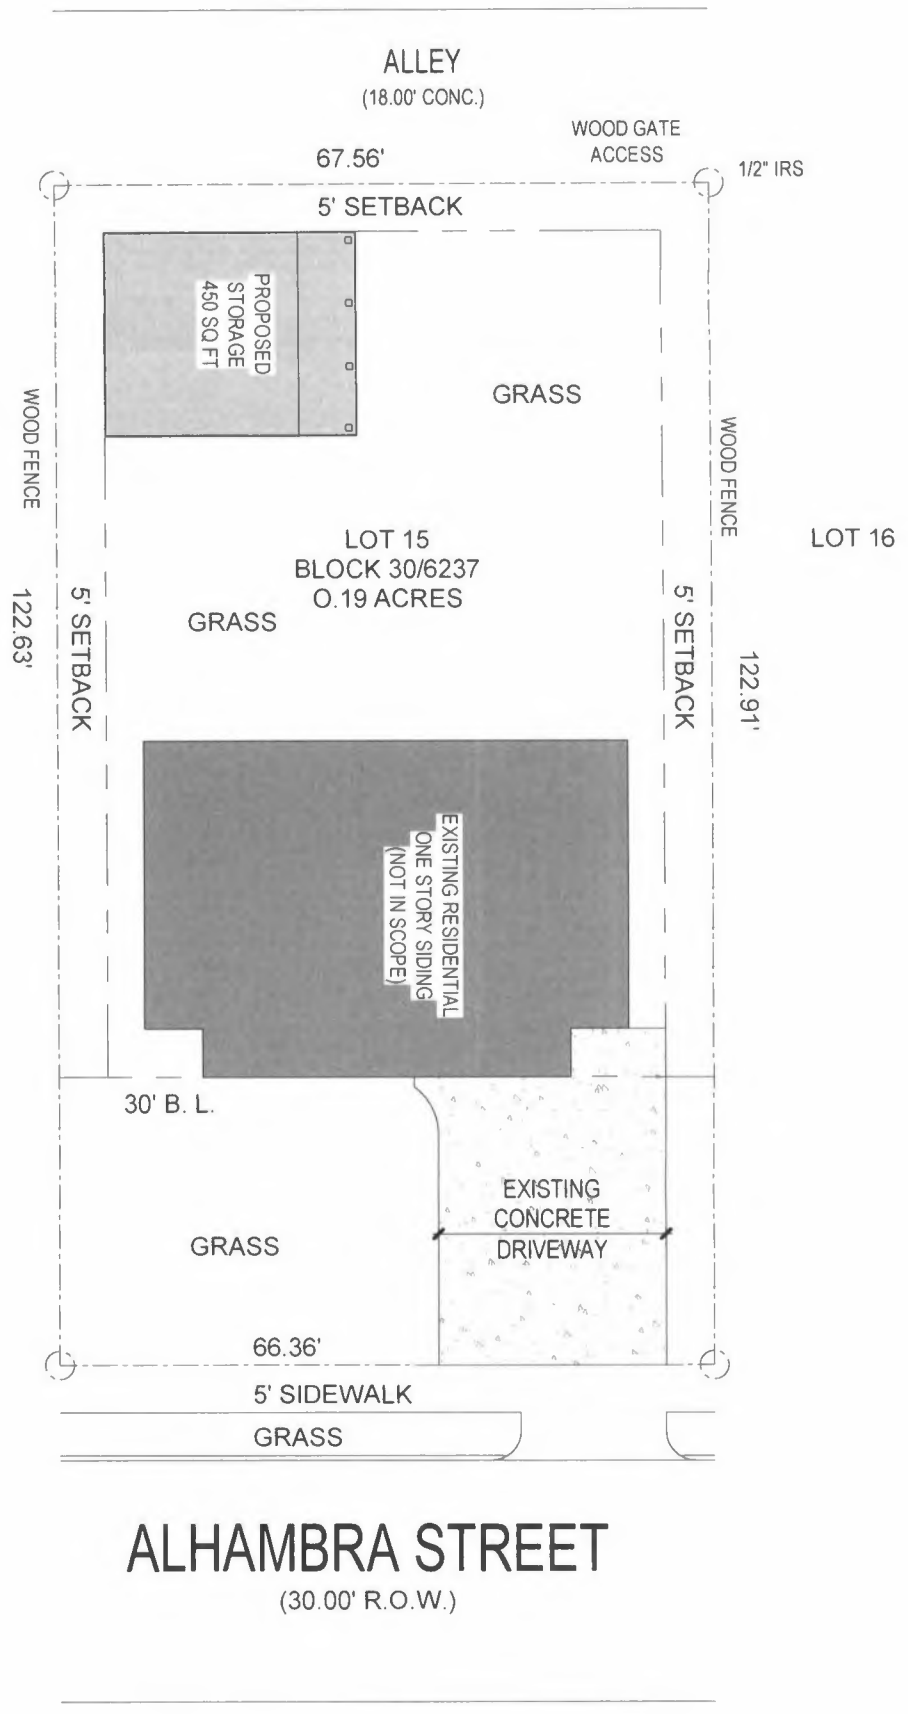 ALLEY
(18.00' CONC.)
WOOD GATE
ACCESS
67.56'
1/2" IRS
5' SETBACK
PROPOSED
STORAGE
450 SQ FT
GRASS
WOOD FENCE
WOOD FENCE
LOT 15
BLOCK 30/6237
O.19 ACRES
LOT 16
GRASS
122.63'
5' SETBACK
5' SETBACK
122.91'
EXISTING RESIDENTIAL
ONE STORY SIDING
(NOT IN SCOPE)
30' B. L.
EXISTING
CONCRETE
DRIVEWAY
GRASS
66.36'
5' SIDEWALK
GRASS
ALHAMBRA STREET
(30.00' R.O.W.)